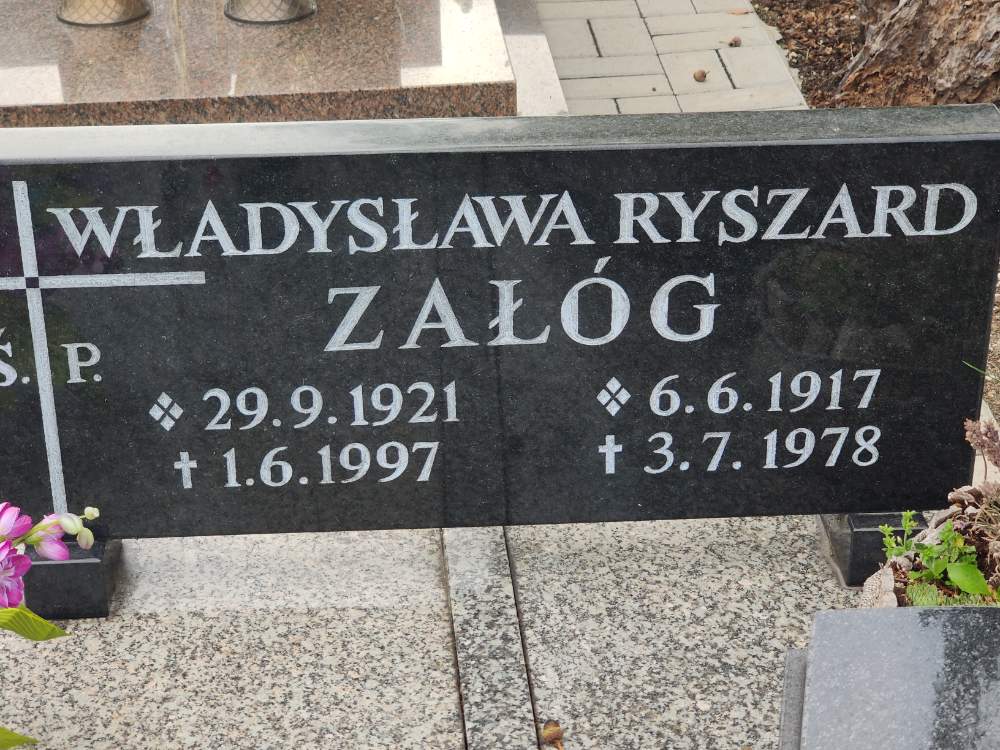 WŁADYSŁAWA RYSZARD
ZAŁÓG
Ś. P.
29.9.1921 6.6.1917
1.6.1997 3.7.1978